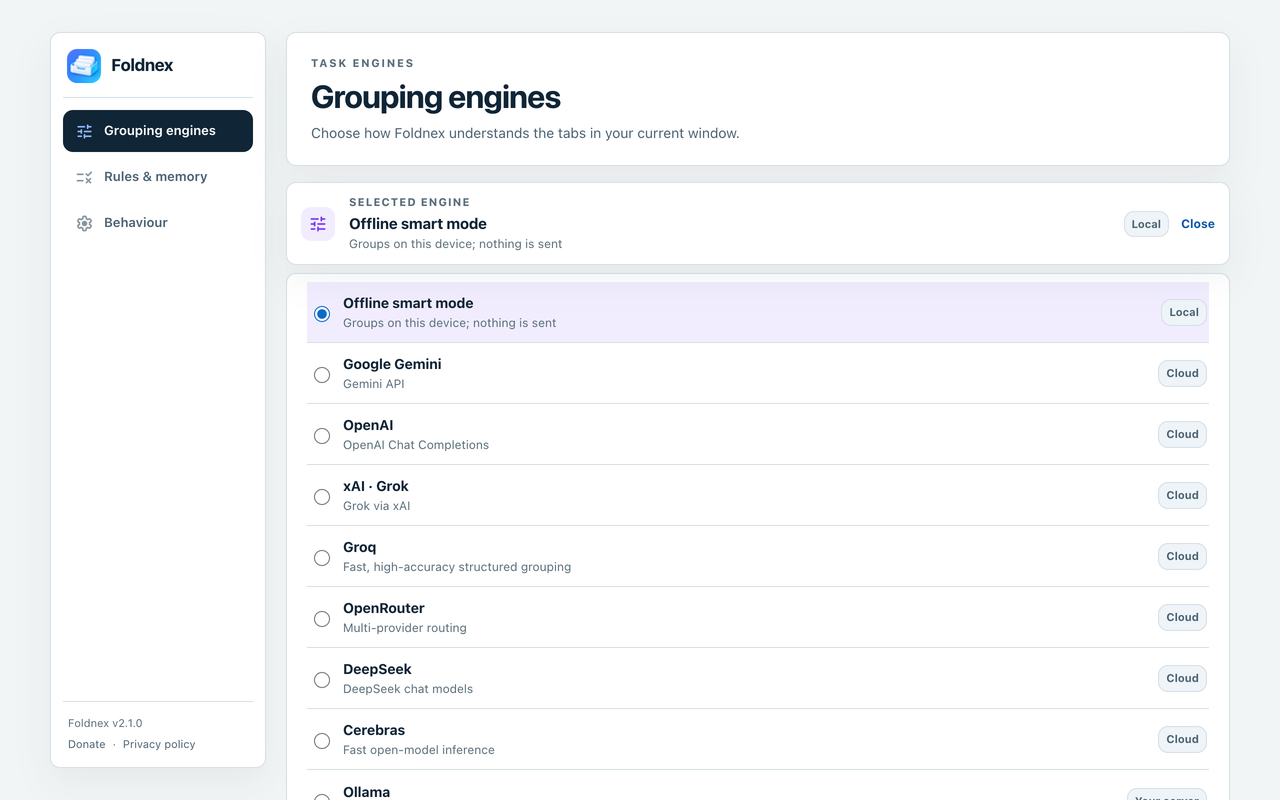 Foldnex
Grouping engines
Rules & memory
Behaviour
Foldnex v2.1.0
Donate · Privacy policy
TASK ENGINES
Grouping engines
Choose how Foldnex understands the tabs in your current window.
SELECTED ENGINE
Offline smart mode
Groups on this device; nothing is sent
Local
Close
Offline smart mode
Groups on this device; nothing is sent
Local
Google Gemini
Gemini API
Cloud
OpenAI
OpenAI Chat Completions
Cloud
xAI · Grok
Grok via xAI
Cloud
Groq
Fast, high-accuracy structured grouping
Cloud
OpenRouter
Multi-provider routing
Cloud
DeepSeek
DeepSeek chat models
Cloud
Cerebras
Fast open-model inference
Cloud
Ollama
Your server